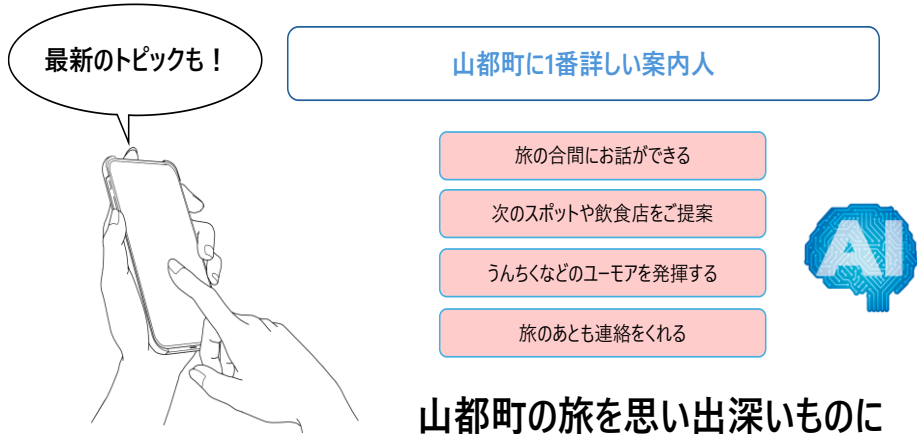 最新のトピックも！
山都町に1番詳しい案内人
旅の合間にお話ができる
次のスポットや飲食店をご提案
うんちくなどのユーモアを発揮する
旅のあとも連絡をくれる
AI
山都町の旅を思い出深いものに